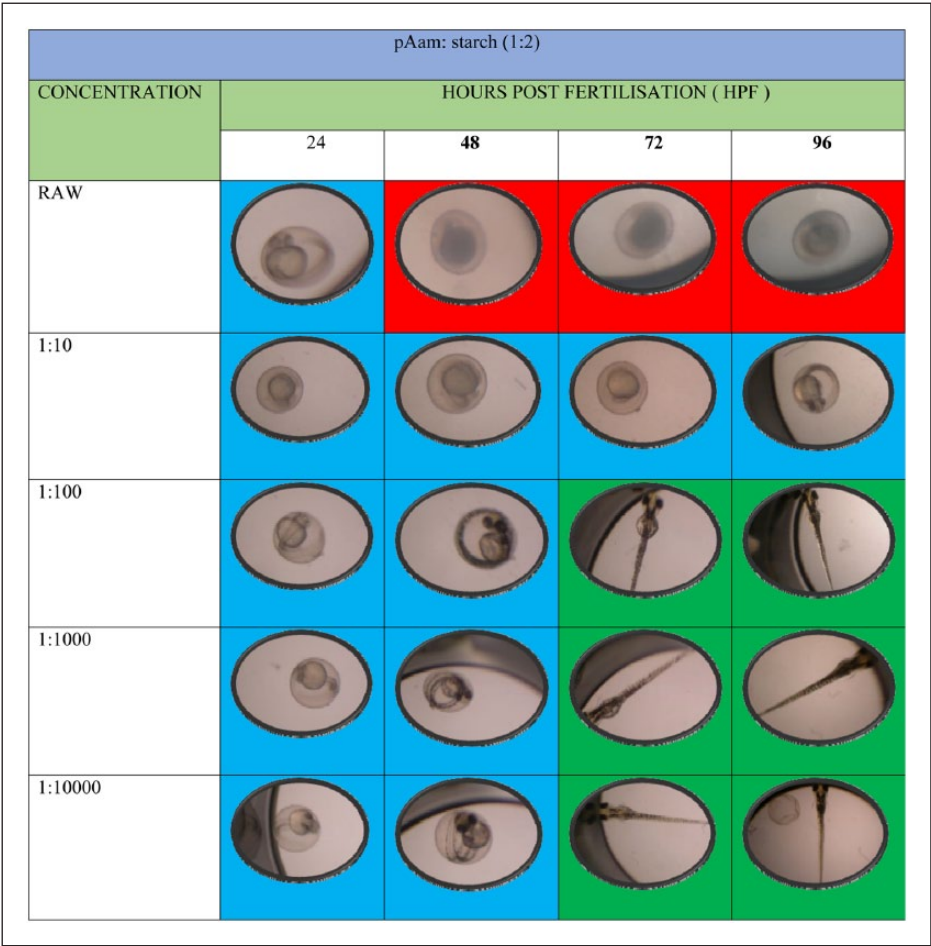 pAam: starch (1:2)
CONCENTRATION
HOURS POST FERTILISATION ( HPF )
24
48
72
96
RAW
1:10
1:100
1:1000
1:10000